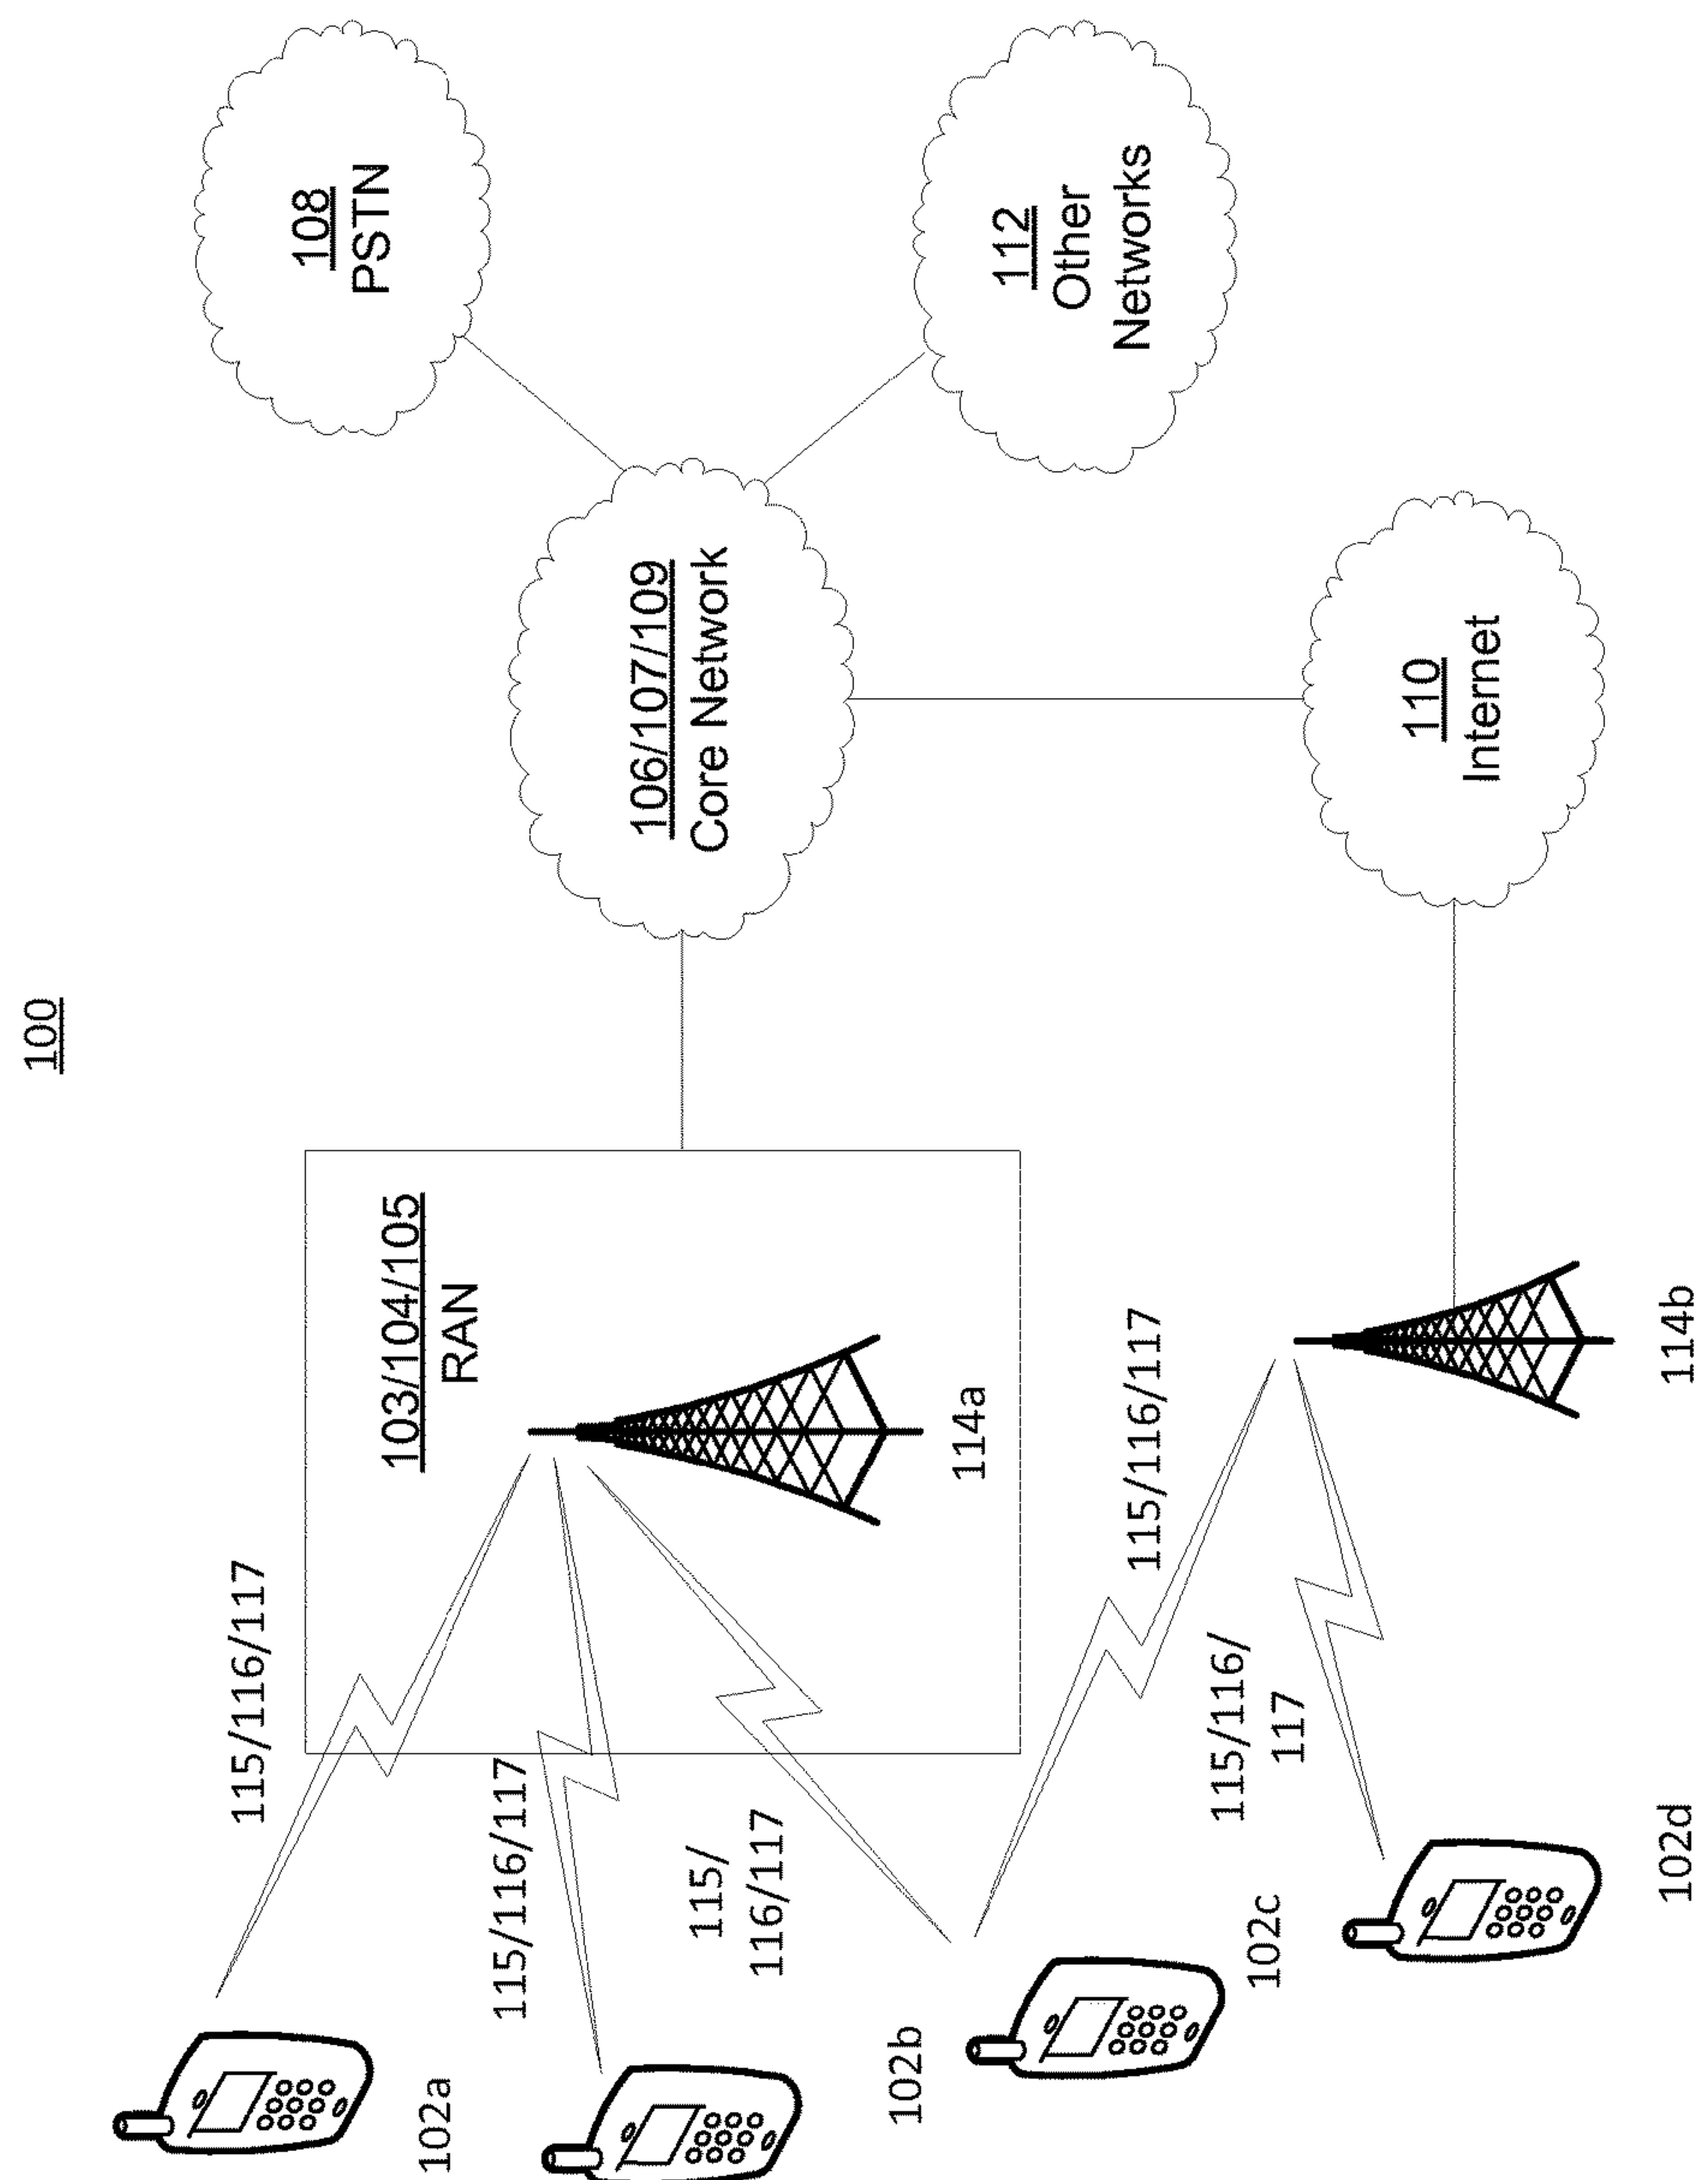 100
108
PSTN
106/107/109
Core Network
112
Other
Networks
110
Internet
103/104/105
RAN
114a
114b
115/116/117
115/116/117
115/
116/117
115/116/117
115/116/
117
102a
102b
102c
102d